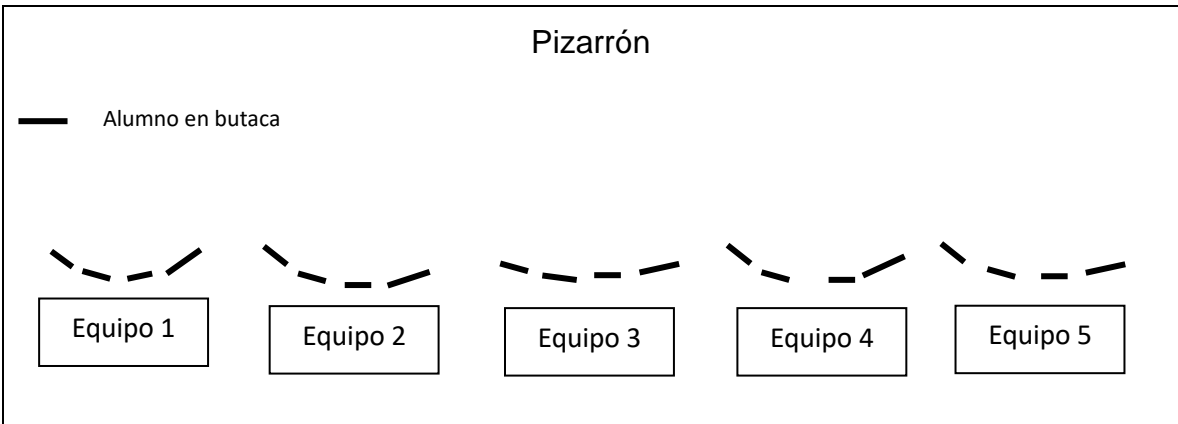 Pizarrón
Alumno en butaca
Equipo 1
Equipo 2
Equipo 3
Equipo 4
Equipo 5